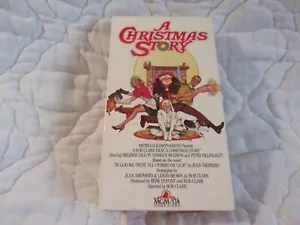 A
CHRISTMAS
STORY
METRO-GOLDWYN-MAYER Presents
A BOB CLARK FILM "A CHRISTMAS STORY"
Starring MELINDA DILLON DARREN McGAVIN and PETER BILLINGSLEY
Based on the novel
"IN GOD WE TRUST, ALL OTHERS PAY CASH" by JEAN SHEPHERD
Screenplay by
JEAN SHEPHERD & LEIGH BROWN & BOB CLARK
Produced by RENE DUPONT and BOB CLARK
Directed by BOB CLARK
MGM/UA